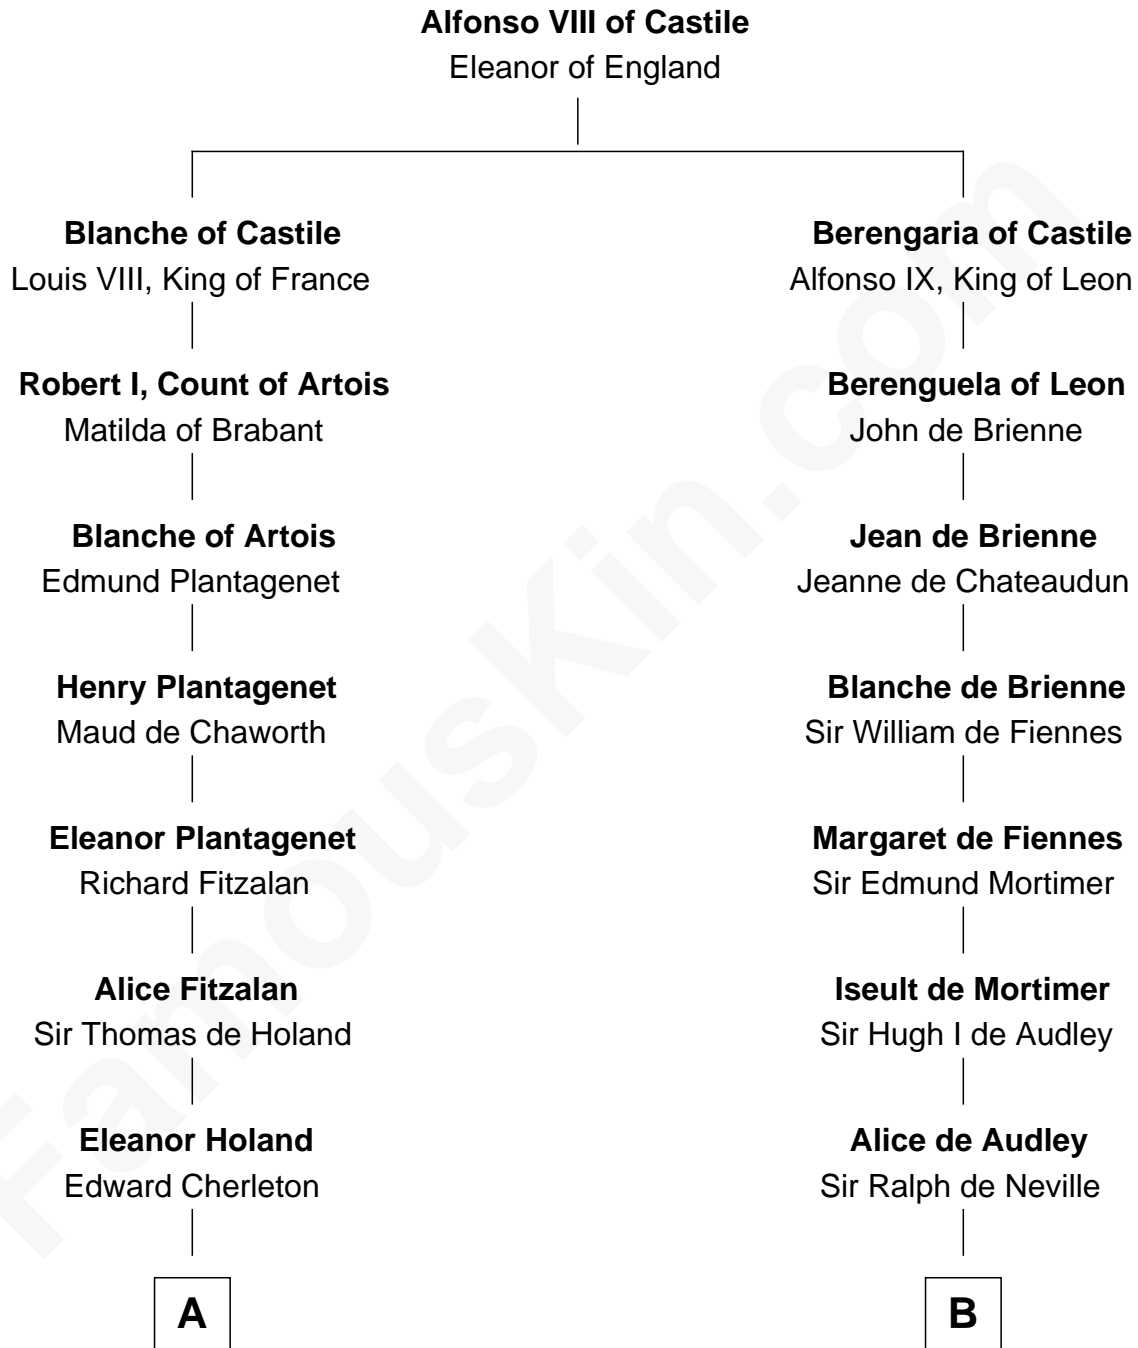 Alfonso VIII of Castile
Eleanor of England
Blanche of Castile
Louis VIII, King of France
Berengaria of Castile
Alfonso IX, King of Leon
Robert I, Count of Artois
Matilda of Brabant
Berenguela of Leon
John de Brienne
Blanche of Artois
Edmund Plantagenet
Jean de Brienne
Jeanne de Chateaudun
Henry Plantagenet
Maud de Chaworth
Blanche de Brienne
Sir William de Fiennes
Eleanor Plantagenet
Richard Fitzalan
Margaret de Fiennes
Sir Edmund Mortimer
Alice Fitzalan
Sir Thomas de Holand
Iseult de Mortimer
Sir Hugh I de Audley
Eleanor Holand
Edward Cherleton
Alice de Audley
Sir Ralph de Neville
A
B
FamousKin.com